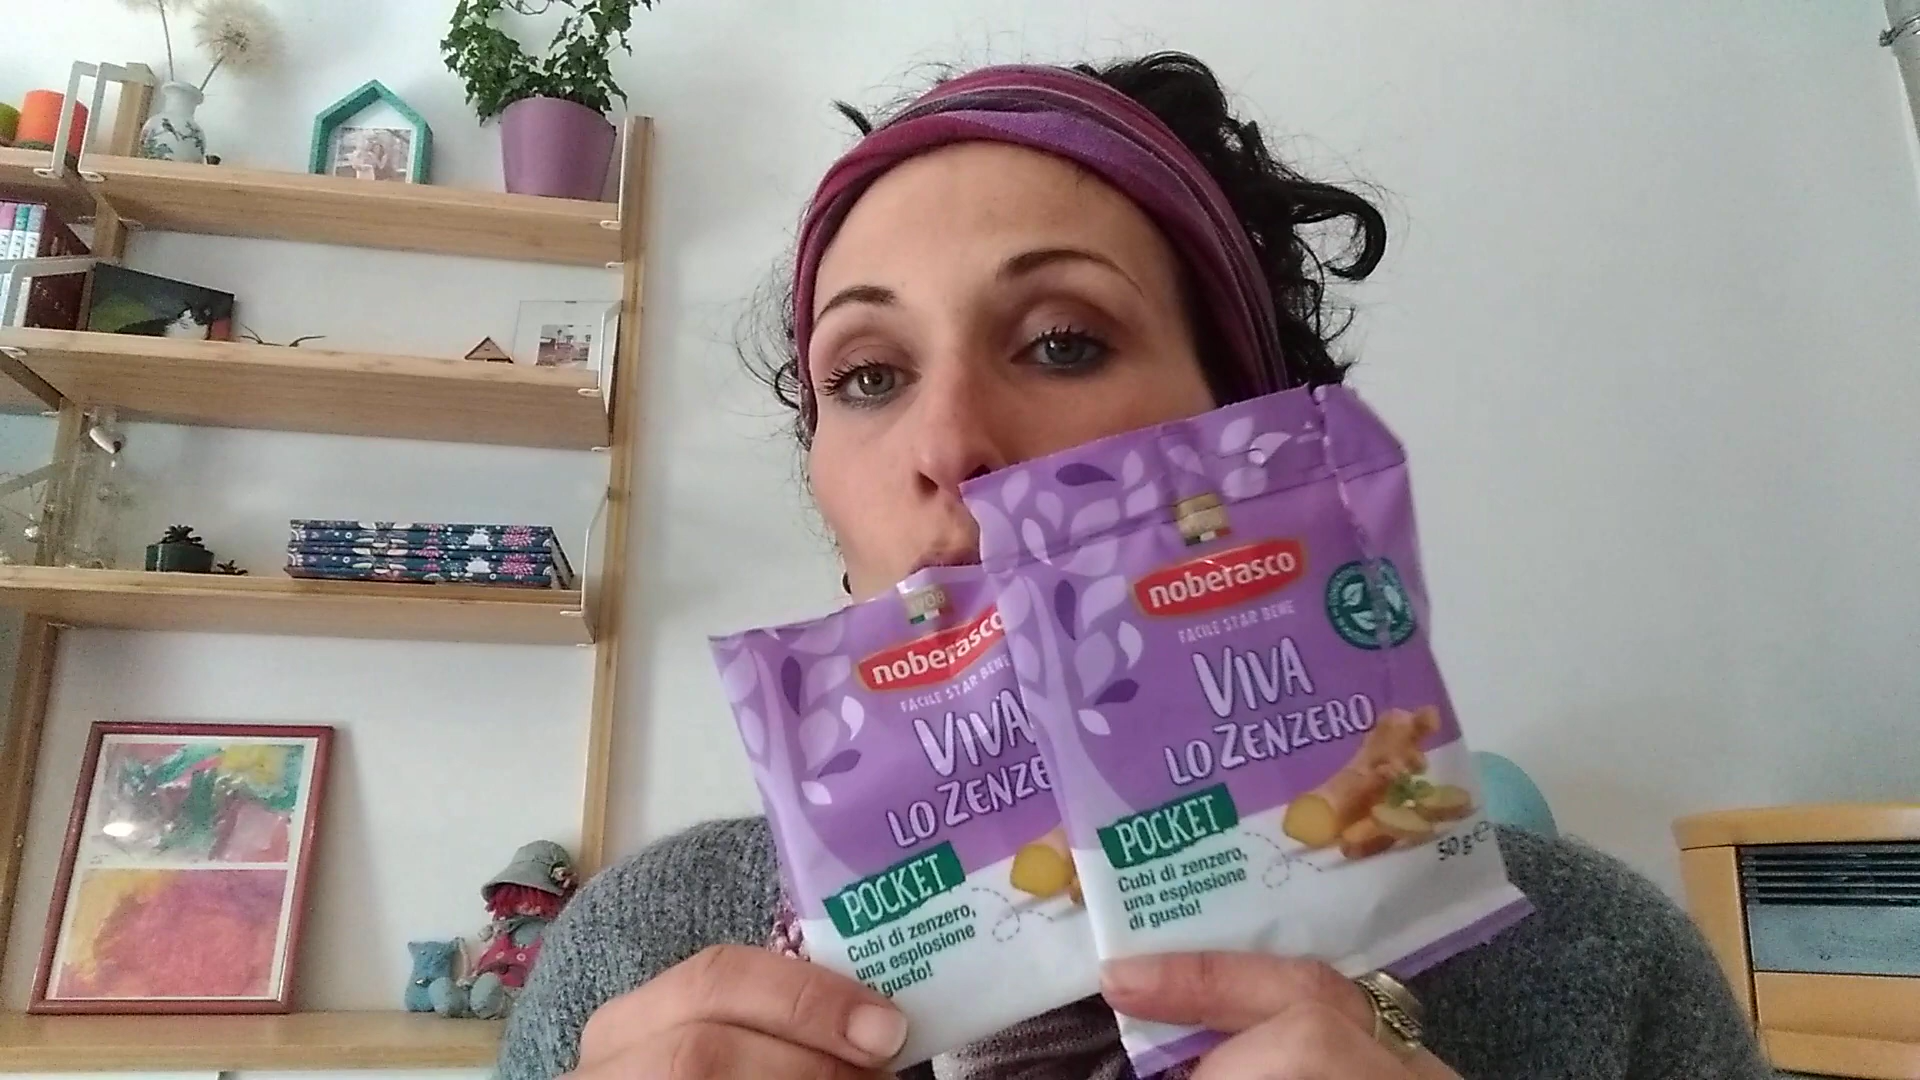 noberasco
FACILE STAR BENE
VIVA
LO ZENZE
POCKET
Cubi di zenzero,
una esplosione
di gusto!
noberasco
FACILE STAR BENE
VIVA
LO ZENZERO
POCKET
Cubi di zenzero,
una esplosione
di gusto!
50 g e